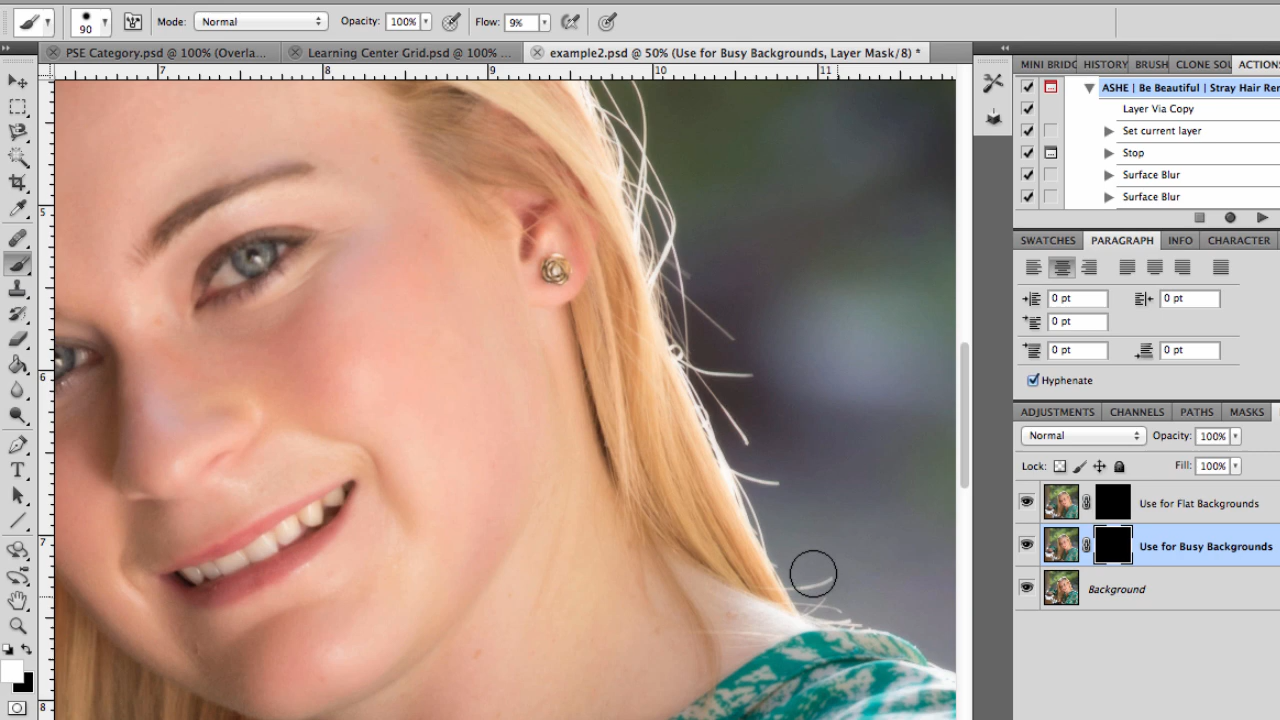 90
Mode: Normal Opacity: 100% Flow: 9%
PSE Category.psd @ 100% (Overla...
Learning Center Grid.psd @ 100% ...
example2.psd @ 50% (Use for Busy Backgrounds, Layer Mask/8) *
7 8 9 10 11
5
6
7
8
MINI BRIDG HISTORY BRUSH CLONE SOU ACTIONS
ASHE | Be Beautiful | Stray Hair Rem
Layer Via Copy
Set current layer
Stop
Surface Blur
Surface Blur
SWATCHES PARAGRAPH INFO CHARACTER
0 pt 0 pt
0 pt
0 pt 0 pt
Hyphenate
ADJUSTMENTS CHANNELS PATHS MASKS
Normal Opacity: 100%
Lock: Fill: 100%
Use for Flat Backgrounds
Use for Busy Backgrounds
Background